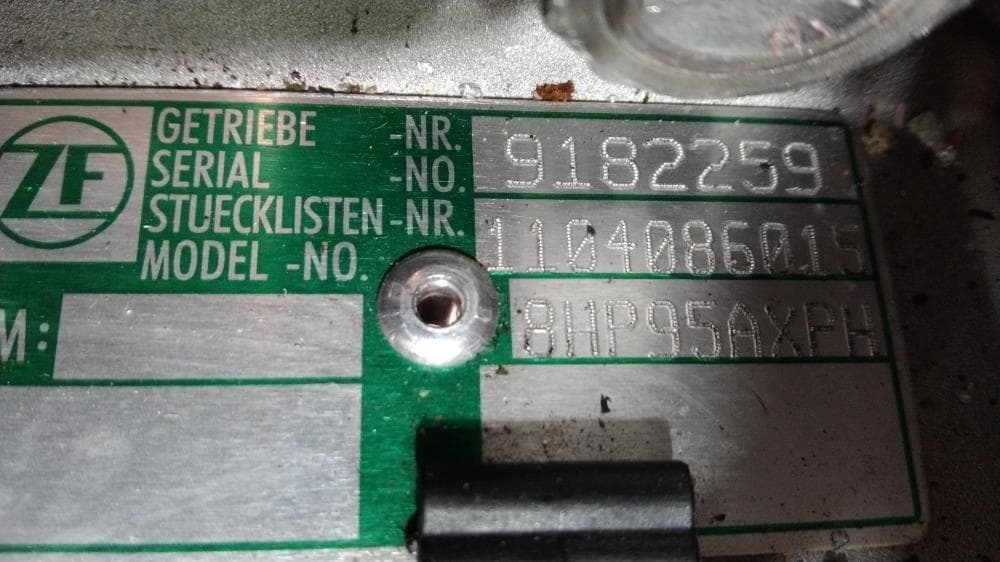 ZF
GETRIEBE -NR. 9182259
SERIAL -NO.
STUECKLISTEN-NR. 1104086015
MODEL -NO.
M: 8HP95AXPH